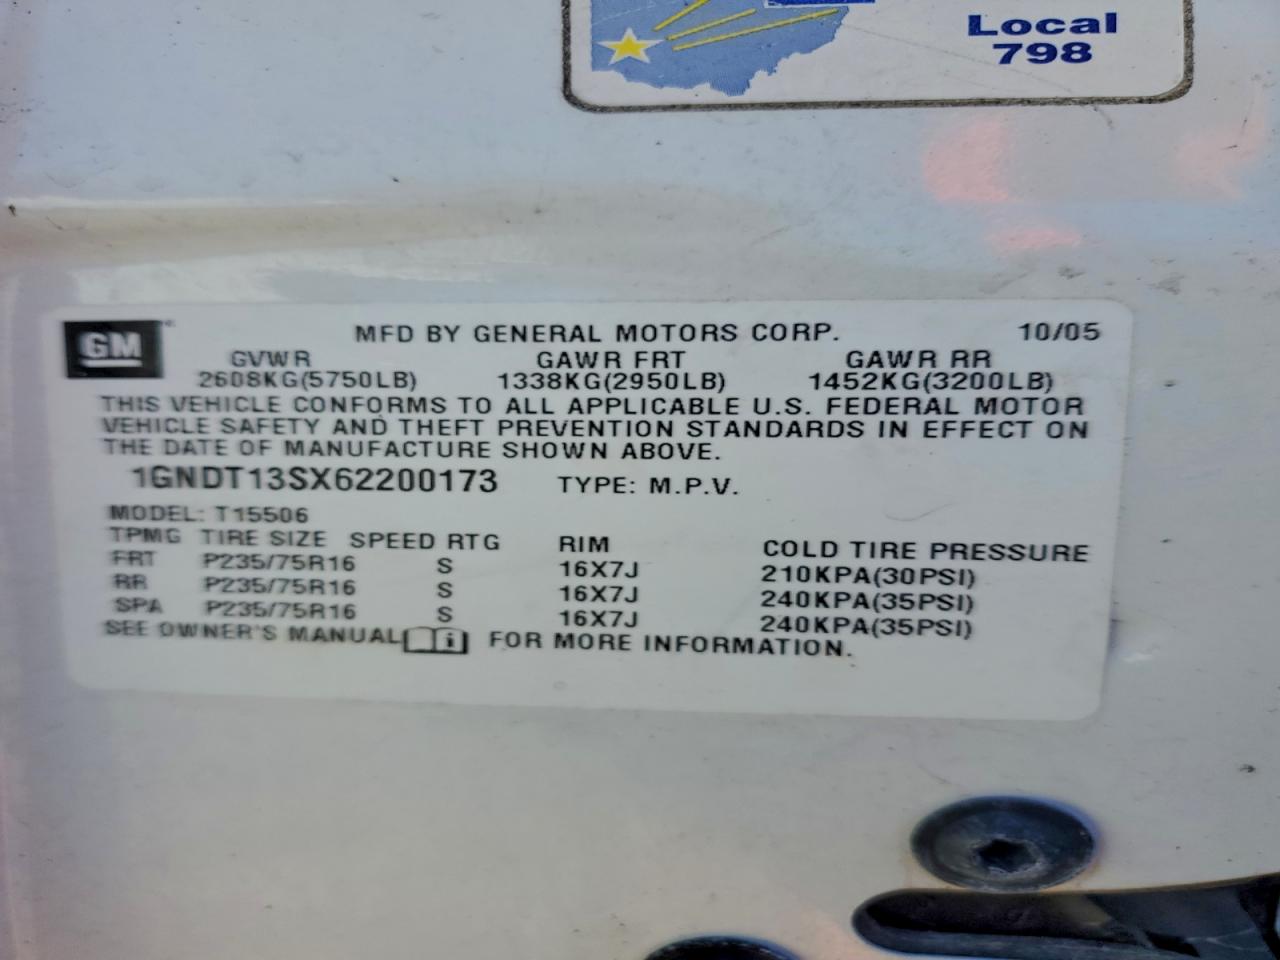 Local
798
GM
MFD BY GENERAL MOTORS CORP. 10/05
GVWR GAWR FRT GAWR RR
2608KG(5750LB) 1338KG(2950LB) 1452KG(3200LB)
THIS VEHICLE CONFORMS TO ALL APPLICABLE U.S. FEDERAL MOTOR
VEHICLE SAFETY AND THEFT PREVENTION STANDARDS IN EFFECT ON
THE DATE OF MANUFACTURE SHOWN ABOVE.
1GNDT13SX62200173 TYPE: M.P.V.
MODEL: T15506
TPMG TIRE SIZE SPEED RTG RIM COLD TIRE PRESSURE
FRT P235/75R16 S 16X7J 210KPA(30PSI)
RR P235/75R16 S 16X7J 240KPA(35PSI)
SPA P235/75R16 S 16X7J 240KPA(35PSI)
SEE OWNER'S MANUAL FOR MORE INFORMATION.